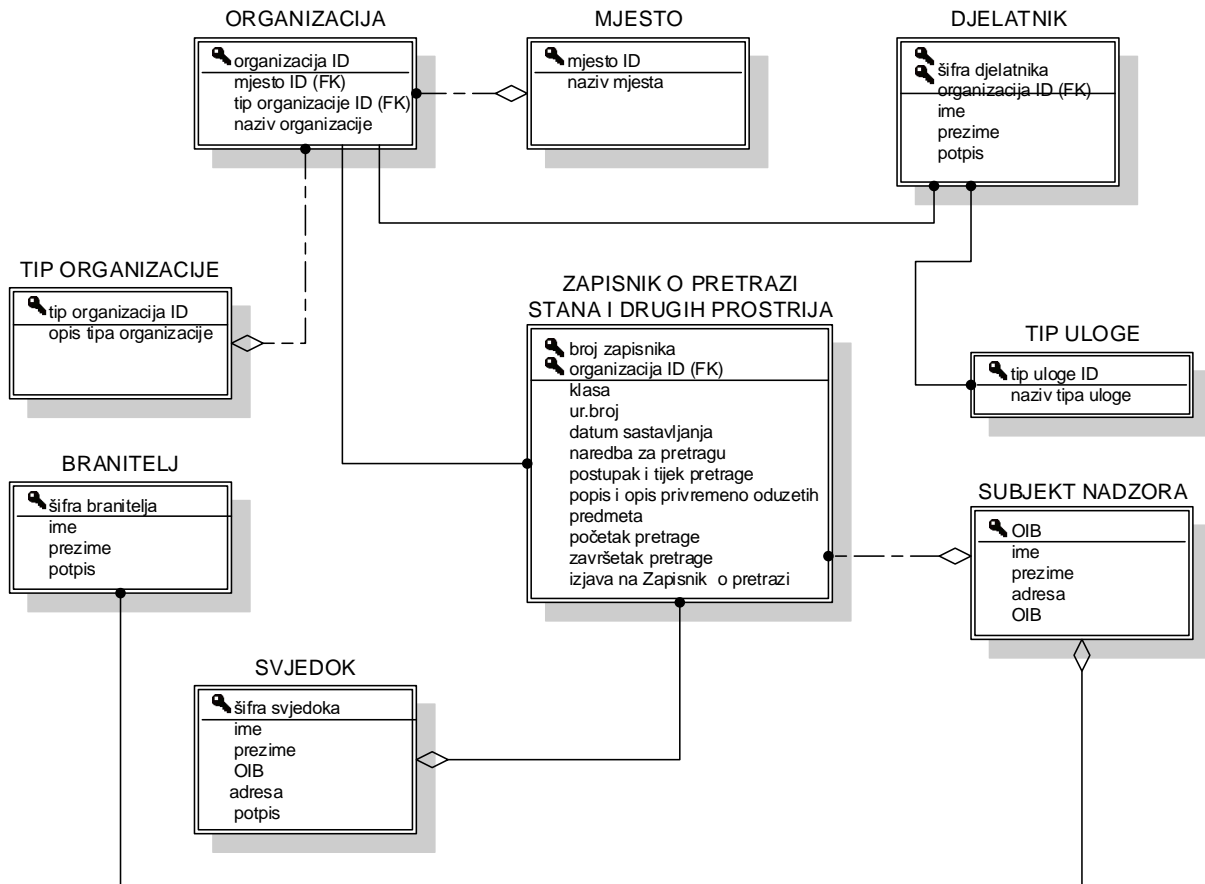 ORGANIZACIJA
organizacija ID
mjesto ID (FK)
tip organizacije ID (FK)
naziv organizacije
MJESTO
mjesto ID
naziv mjesta
DJELATNIK
šifra djelatnika
organizacija ID (FK)
ime
prezime
potpis
TIP ORGANIZACIJE
tip organizacija ID
opis tipa organizacije
ZAPISNIK O PRETRAZI
STANA I DRUGIH PROSTRIJA
broj zapisnika
organizacija ID (FK)
klasa
ur.broj
datum sastavljanja
naredba za pretragu
postupak i tijek pretrage
popis i opis privremeno oduzetih
predmeta
početak pretrage
završetak pretrage
izjava na Zapisnik o pretrazi
TIP ULOGE
tip uloge ID
naziv tipa uloge
BRANITELJ
šifra branitelja
ime
prezime
potpis
SUBJEKT NADZORA
OIB
ime
prezime
adresa
OIB
SVJEDOK
šifra svjedoka
ime
prezime
OIB
adresa
potpis